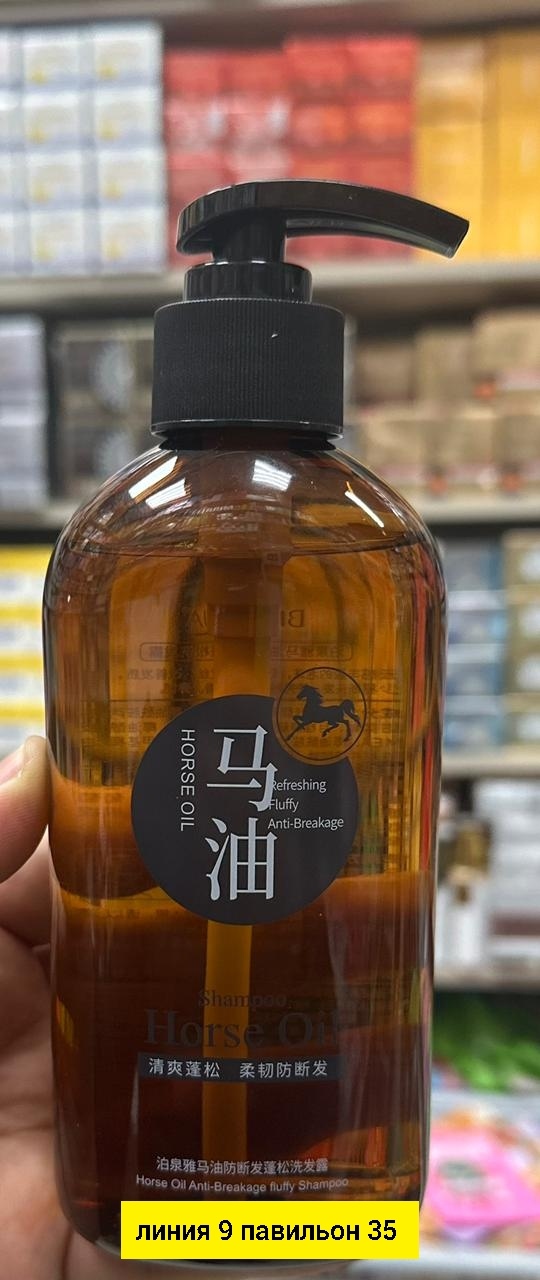 马油
HORSE.OIL
Refreshing
Fluffy
Anti-Breakage
Shampoo
Horse Oil
清爽蓬松 柔韧防断发
泊泉雅马油防断发蓬松洗发露
Horse Oil Anti-Breakage fluffy Shampoo
линия 9 павильон 35